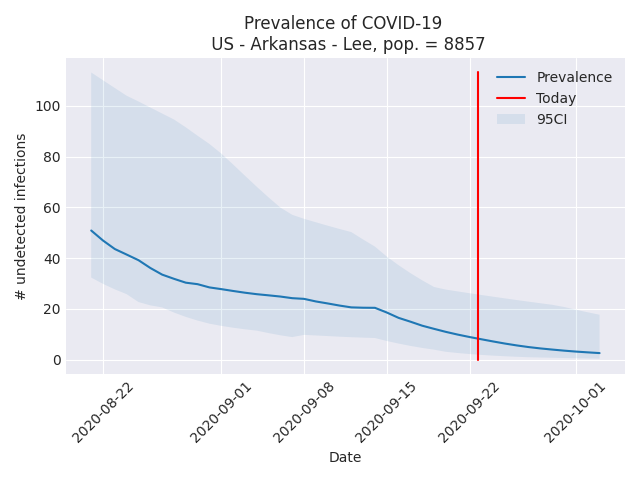 Prevalence of COVID-19
US - Arkansas - Lee, pop. = 8857
Prevalence
Today
95CI
100
80
60
40
20
0
# undetected infections
2020-08-22
2020-09-01
2020-09-08
2020-09-15
2020-09-22
2020-10-01
Date